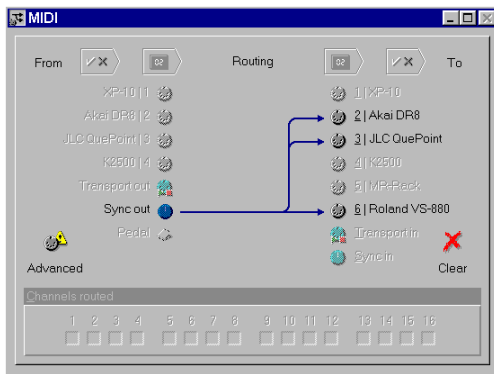 MIDI
From
02
Routing
02
To
XP-10 | 1
1 | XP-10
Akai DR8 | 2
2 | Akai DR8
JLC QuePoint | 3
3 | JLC QuePoint
K2500 | 4
4 | K2500
Transport out
5 | MR-Rack
Sync out
6 | Roland VS-880
Pedal
Transport in
Sync in
Advanced
Clear
Channels routed
1 2 3 4 5 6 7 8 9 10 11 12 13 14 15 16